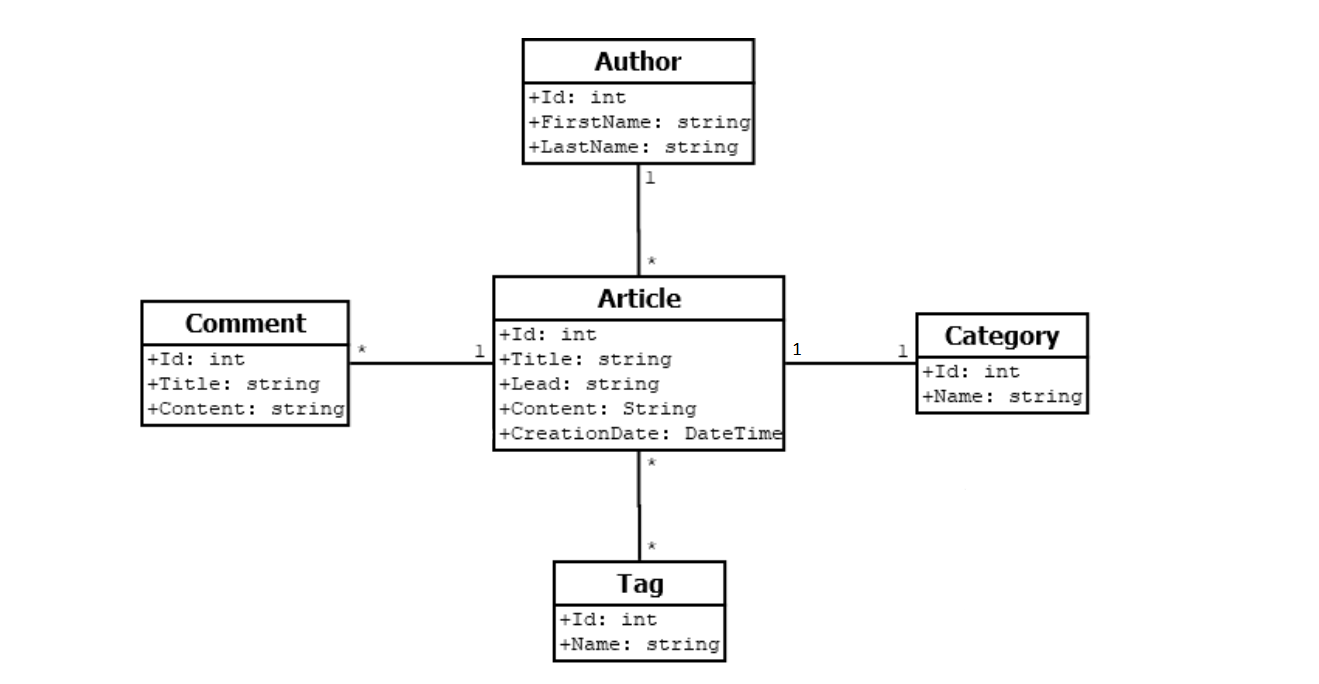 Author
+Id: int
+FirstName: string
+LastName: string
1
*
Comment
+Id: int
+Title: string
+Content: string
*
1
Article
+Id: int
+Title: string
+Lead: string
+Content: String
+CreationDate: DateTime
1
1
Category
+Id: int
+Name: string
*
*
Tag
+Id: int
+Name: string